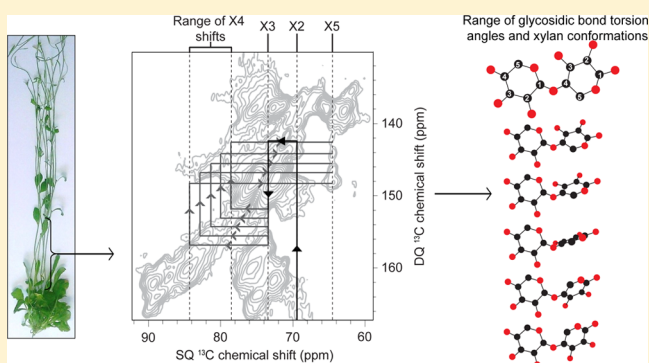 Range of X4
shifts
X3
X2
X5
Range of glycosidic bond torsion
angles and xylan conformations
140
150
160
DQ ¹³C chemical shift (ppm)
90
80
70
60
SQ ¹³C chemical shift (ppm)
5
4
3
2
1
3
2
1
4
5